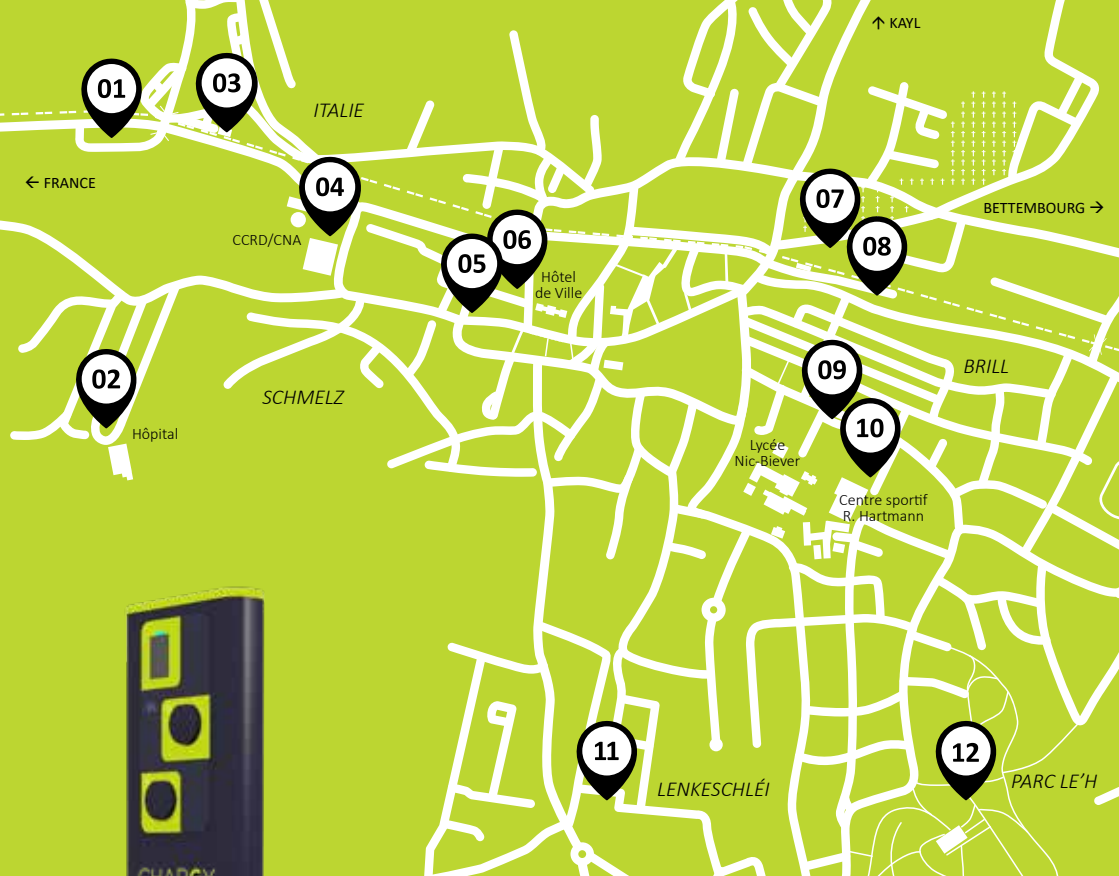 ↑ KAYL
01
03
ITALIE
← FRANCE
04
07
BETTEMBOURG →
CCRD/CNA
06
08
05
Hôtel
de Ville
02
SCHMELZ
09
BRILL
10
Hôpital
Lycée
Nic-Biever
Centre sportif
R. Hartmann
11
12
LENKESCHLÉI
PARC LE'H
CHARGY